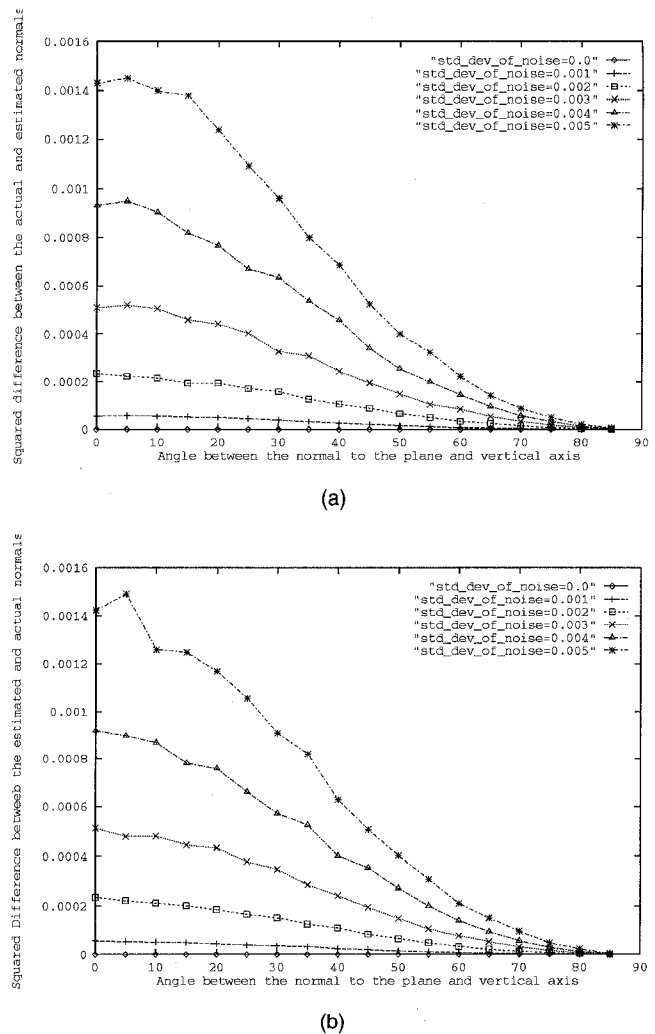 Squared difference between the actual and estimated normals
0.0016
0.0014
0.0012
0.001
0.0008
0.0006
0.0004
0.0002
0
"std_dev_of_noise=0.0"
"std_dev_of_noise=0.001"
"std_dev_of_noise=0.002"
"std_dev_of_noise=0.003"
"std_dev_of_noise=0.004"
"std_dev_of_noise=0.005"
0 10 20 30 40 50 60 70 80 90
Angle between the normal to the plane and vertical axis
(a)
Squared Difference betweeb the estimated and actual normals
0.0016
0.0014
0.0012
0.001
0.0008
0.0006
0.0004
0.0002
0
"std_dev_of_noise=0.0"
"std_dev_of_noise=0.001"
"std_dev_of_noise=0.002"
"std_dev_of_noise=0.003"
"std_dev_of_noise=0.004"
"std_dev_of_noise=0.005"
0 10 20 30 40 50 60 70 80 90
Angle between the normal to the plane and vertical axis
(b)